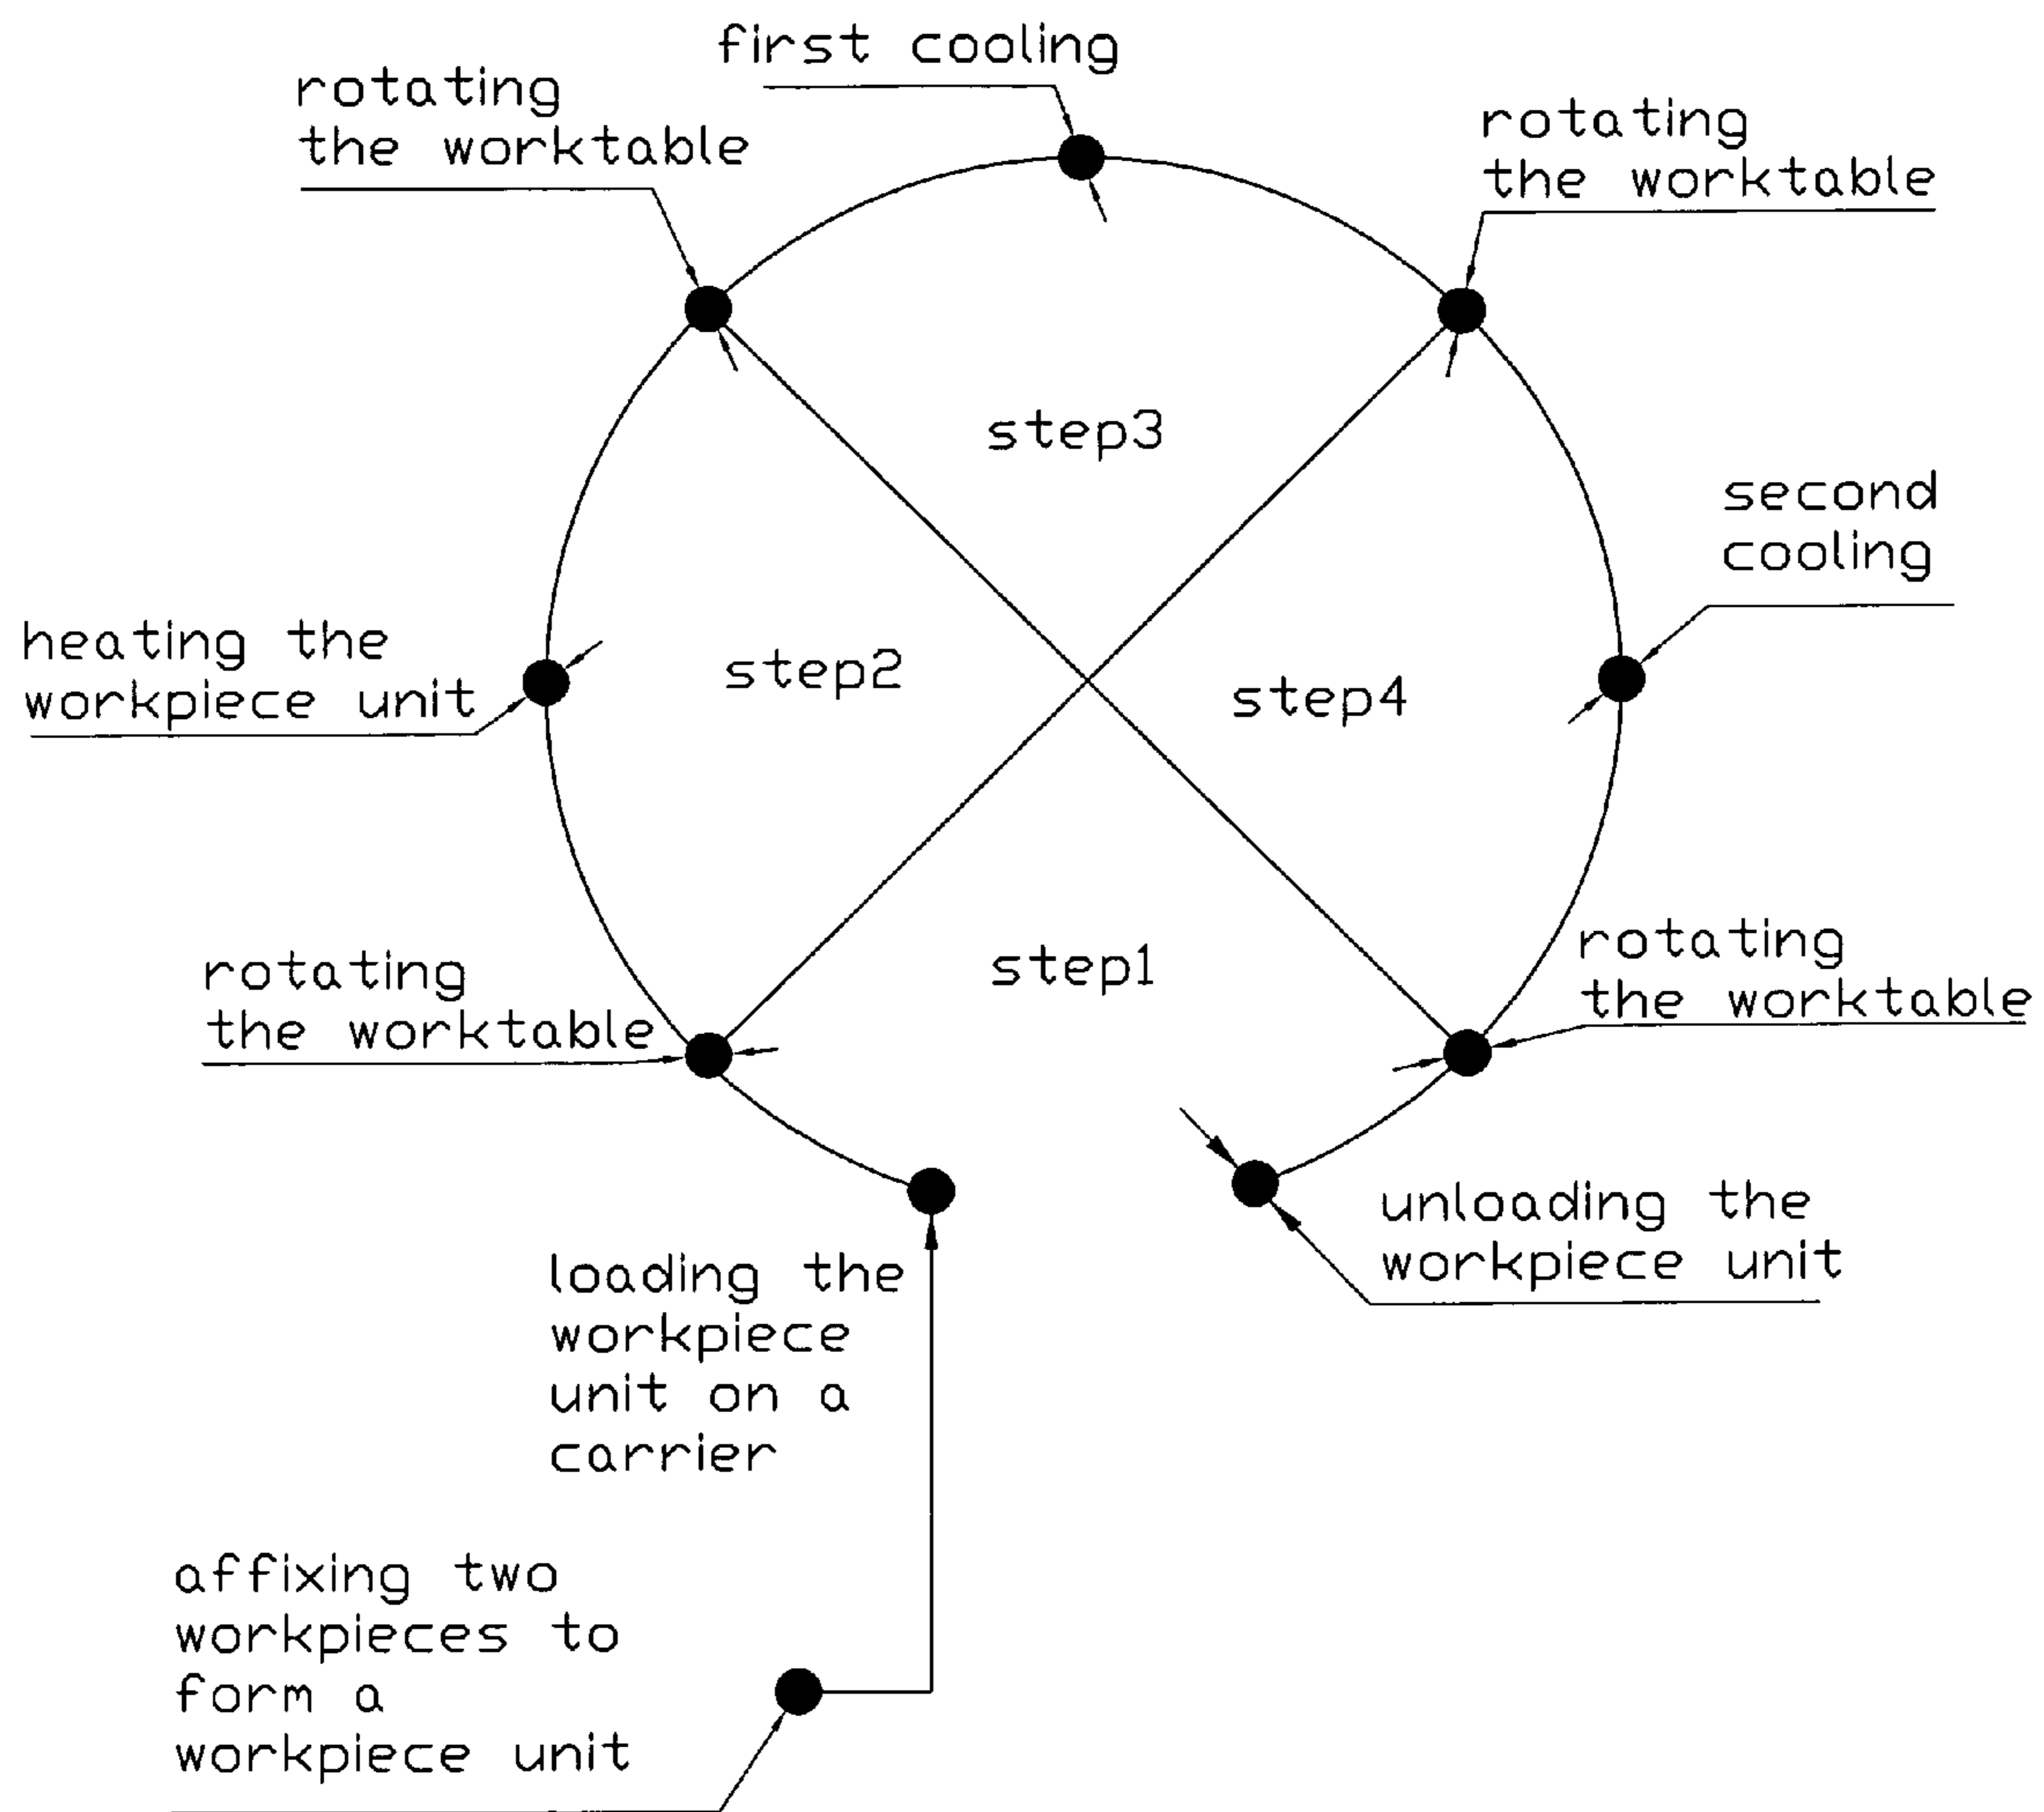 first cooling
rotating
the worktable
rotating
the worktable
step3
second
cooling
heating the
workpiece unit
step2
step4
rotating
the worktable
step1
rotating
the worktable
unloading the
workpiece unit
loading the
workpiece
unit on a
carrier
affixing two
workpieces to
form a
workpiece unit